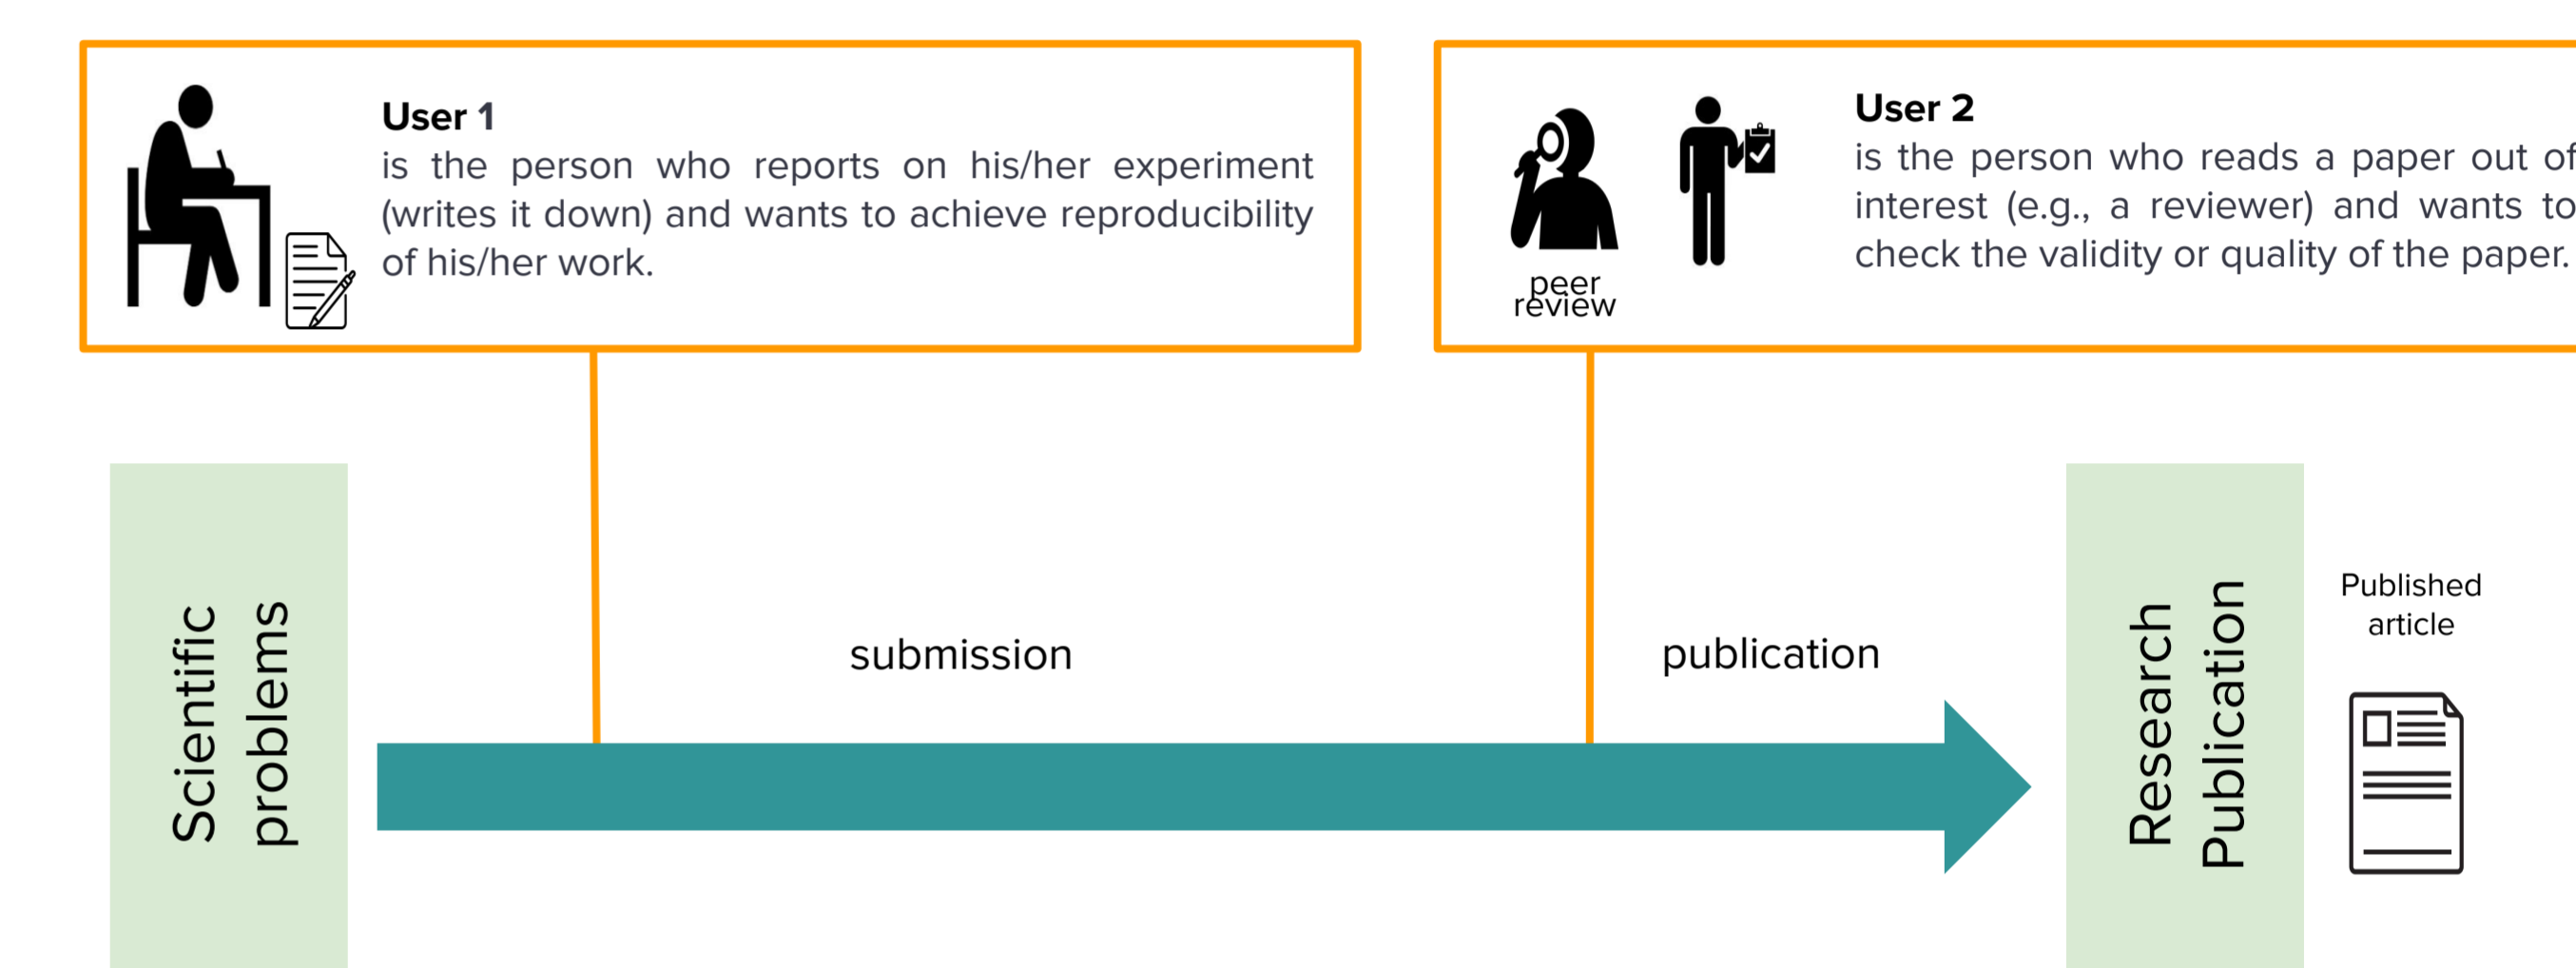 User 1
is the person who reports on his/her experiment
(writes it down) and wants to achieve reproducibility
of his/her work.
peer
review
User 2
is the person who reads a paper out of
interest (e.g., a reviewer) and wants to
check the validity or quality of the paper.
Scientific
problems
submission
publication
Research
Publication
Published
article